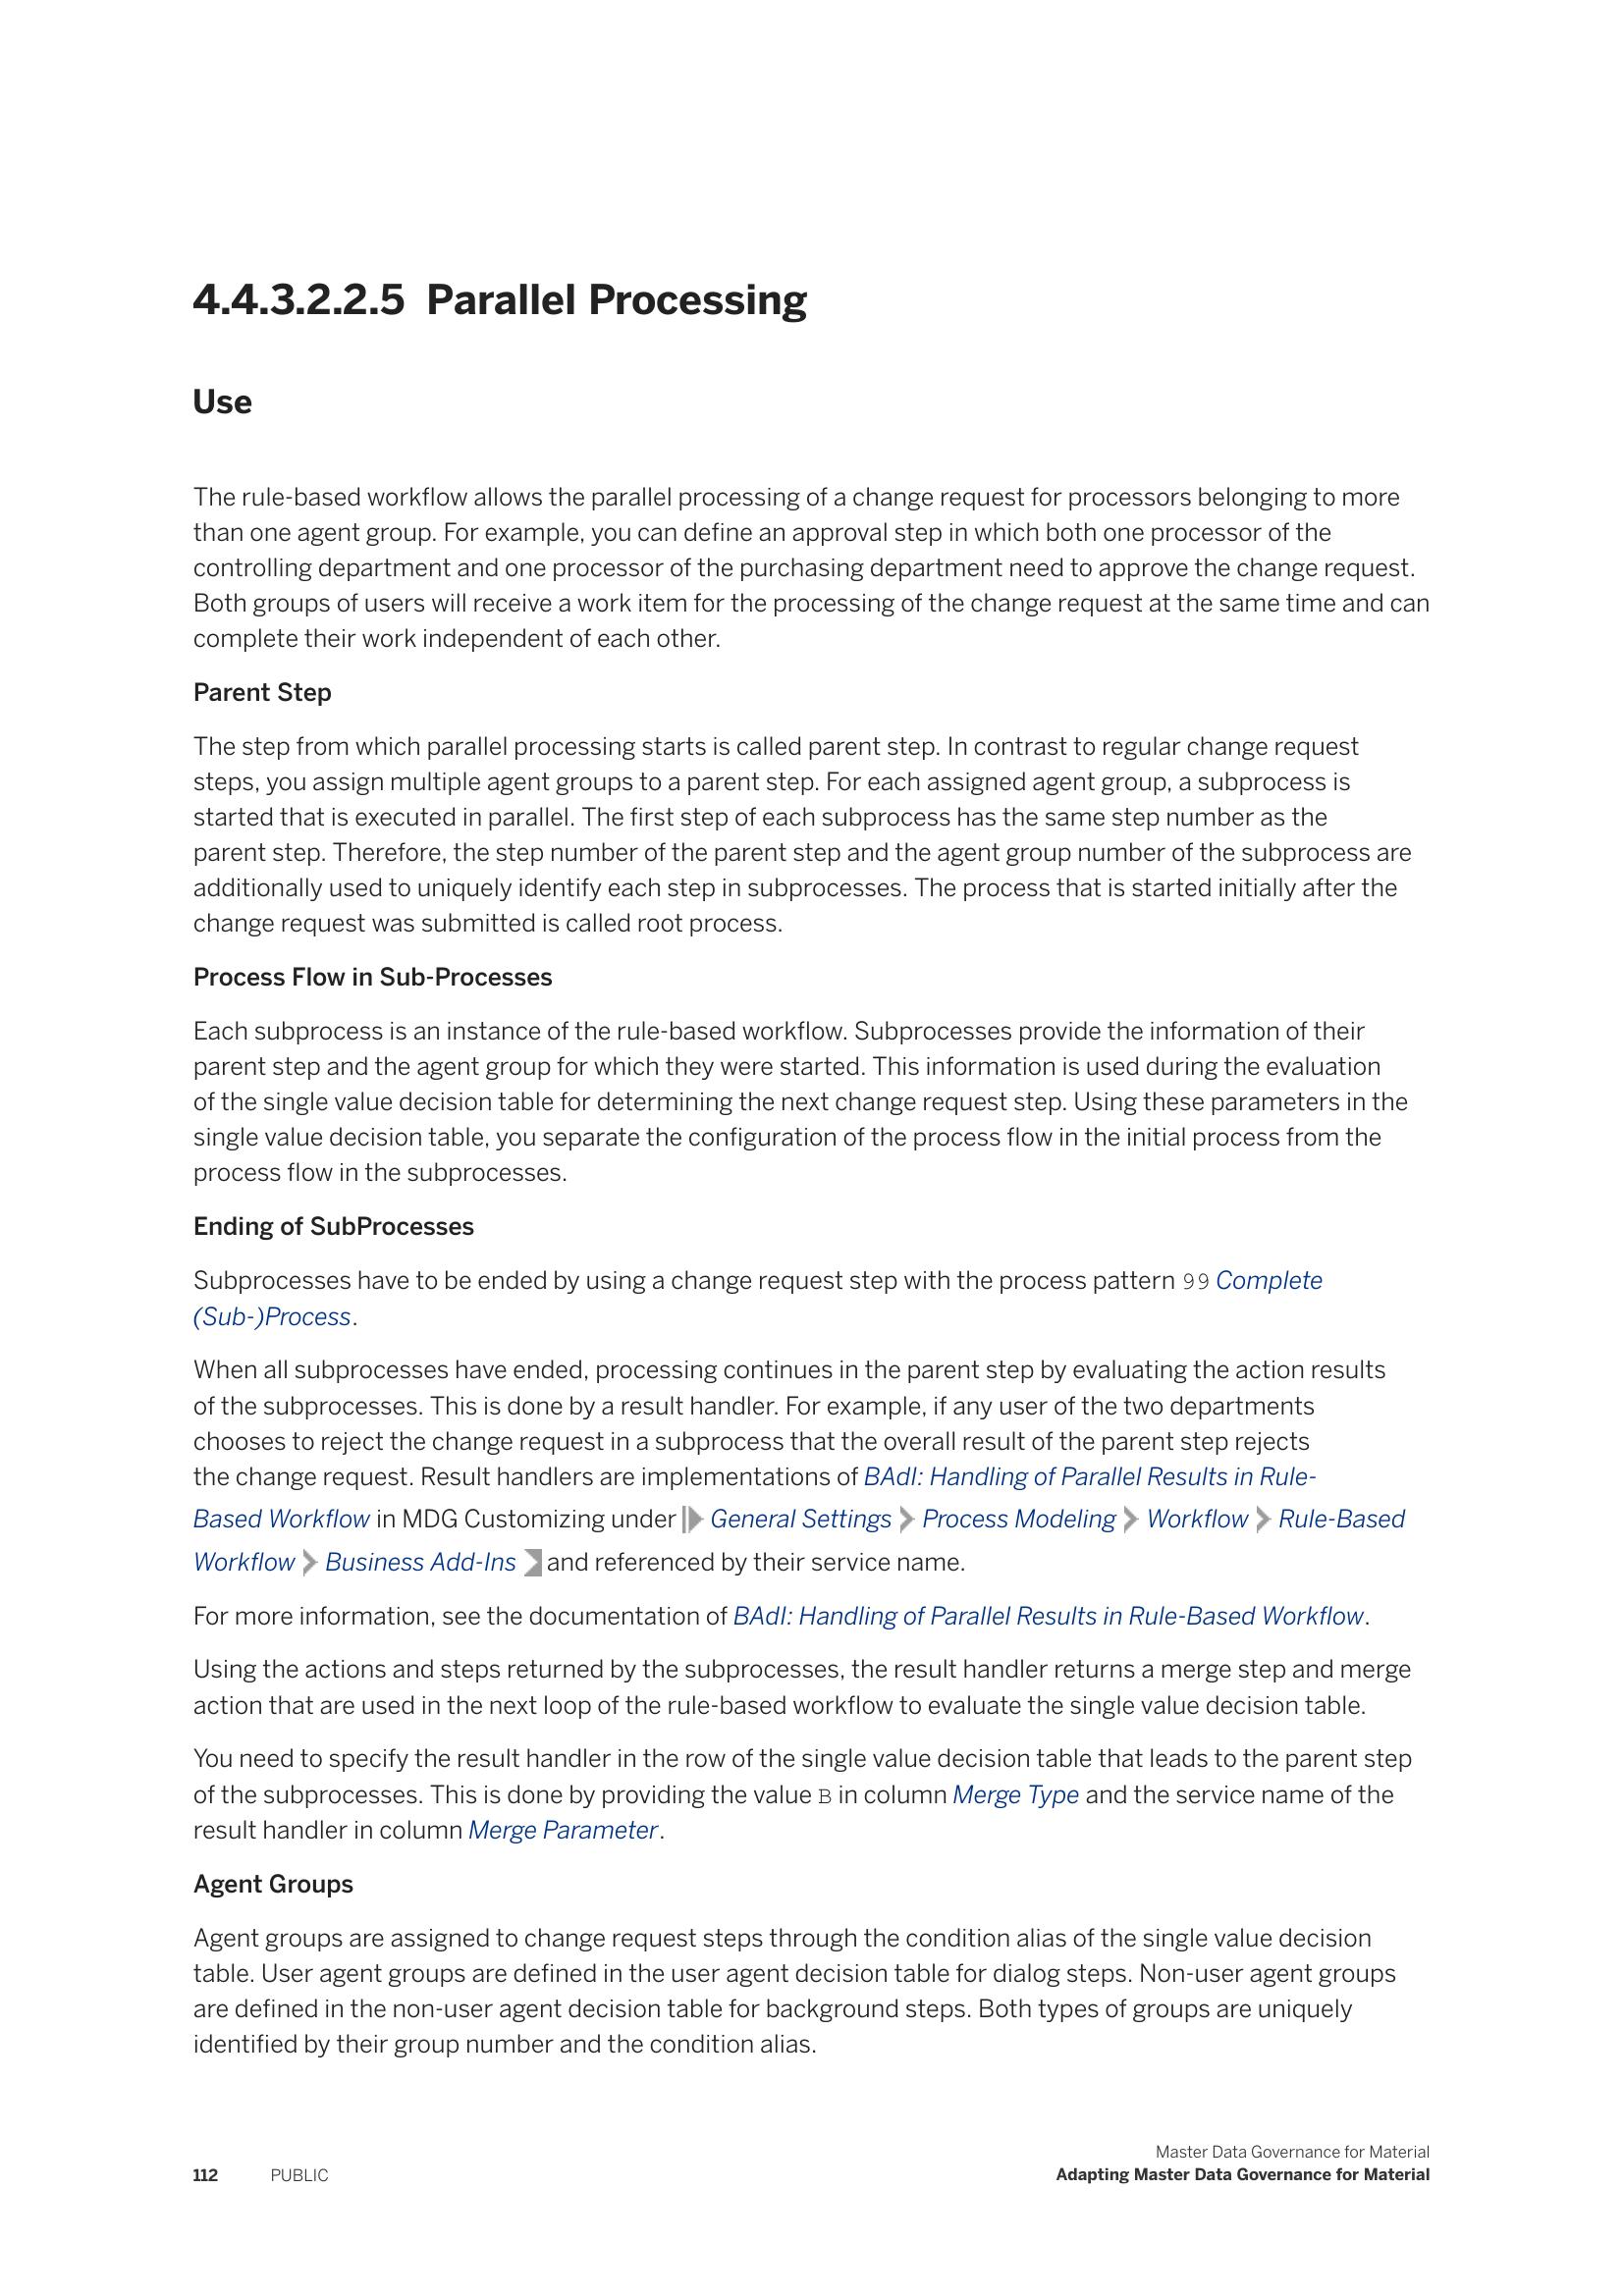 4.4.3.2.2.5 Parallel Processing
Use
The rule-based workflow allows the parallel processing of a change request for processors belonging to more
than one agent group. For example, you can define an approval step in which both one processor of the
controlling department and one processor of the purchasing department need to approve the change request.
Both groups of users will receive a work item for the processing of the change request at the same time and can
complete their work independent of each other.
Parent Step
The step from which parallel processing starts is called parent step. In contrast to regular change request
steps, you assign multiple agent groups to a parent step. For each assigned agent group, a subprocess is
started that is executed in parallel. The first step of each subprocess has the same step number as the
parent step. Therefore, the step number of the parent step and the agent group number of the subprocess are
additionally used to uniquely identify each step in subprocesses. The process that is started initially after the
change request was submitted is called root process.
Process Flow in Sub-Processes
Each subprocess is an instance of the rule-based workflow. Subprocesses provide the information of their
parent step and the agent group for which they were started. This information is used during the evaluation
of the single value decision table for determining the next change request step. Using these parameters in the
single value decision table, you separate the configuration of the process flow in the initial process from the
process flow in the subprocesses.
Ending of SubProcesses
Subprocesses have to be ended by using a change request step with the process pattern 99 Complete
(Sub-)Process.
When all subprocesses have ended, processing continues in the parent step by evaluating the action results
of the subprocesses. This is done by a result handler. For example, if any user of the two departments
chooses to reject the change request in a subprocess that the overall result of the parent step rejects
the change request. Result handlers are implementations of BAdI: Handling of Parallel Results in Rule-
Based Workflow in MDG Customizing under General Settings Process Modeling Workflow Rule-Based
Workflow Business Add-Ins and referenced by their service name.
For more information, see the documentation of BAdI: Handling of Parallel Results in Rule-Based Workflow.
Using the actions and steps returned by the subprocesses, the result handler returns a merge step and merge
action that are used in the next loop of the rule-based workflow to evaluate the single value decision table.
You need to specify the result handler in the row of the single value decision table that leads to the parent step
of the subprocesses. This is done by providing the value B in column Merge Type and the service name of the
result handler in column Merge Parameter.
Agent Groups
Agent groups are assigned to change request steps through the condition alias of the single value decision
table. User agent groups are defined in the user agent decision table for dialog steps. Non-user agent groups
are defined in the non-user agent decision table for background steps. Both types of groups are uniquely
identified by their group number and the condition alias.
Master Data Governance for Material
112 PUBLIC Adapting Master Data Governance for Material